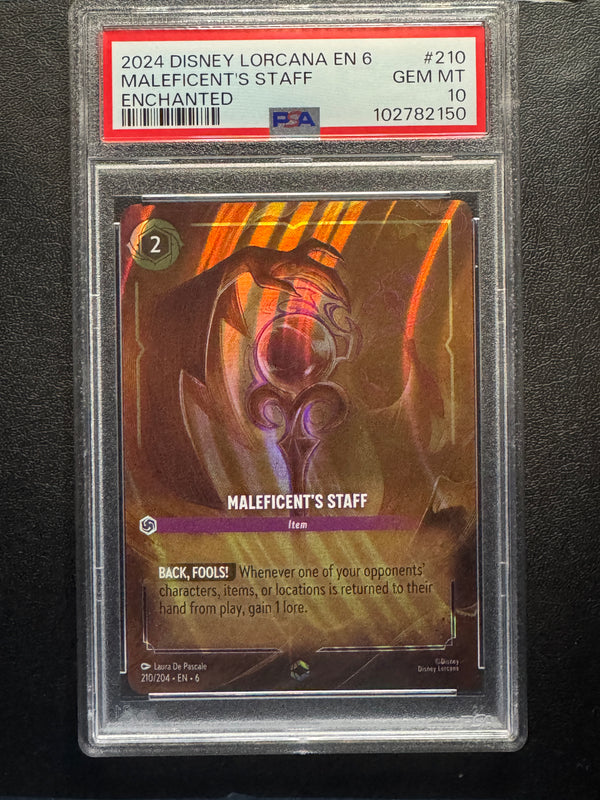 2024 DISNEY LORCANA EN 6 #210
MALEFICENT'S STAFF GEM MT
ENCHANTED 10
PSA 102782150
2
MALEFICENT'S STAFF
Item
BACK, FOOLS! Whenever one of your opponents'
characters, items, or locations is returned to their
hand from play, gain 1 lore.
Laura De Pascale
210/204 • EN • 6
©Disney
Disney Lorcana